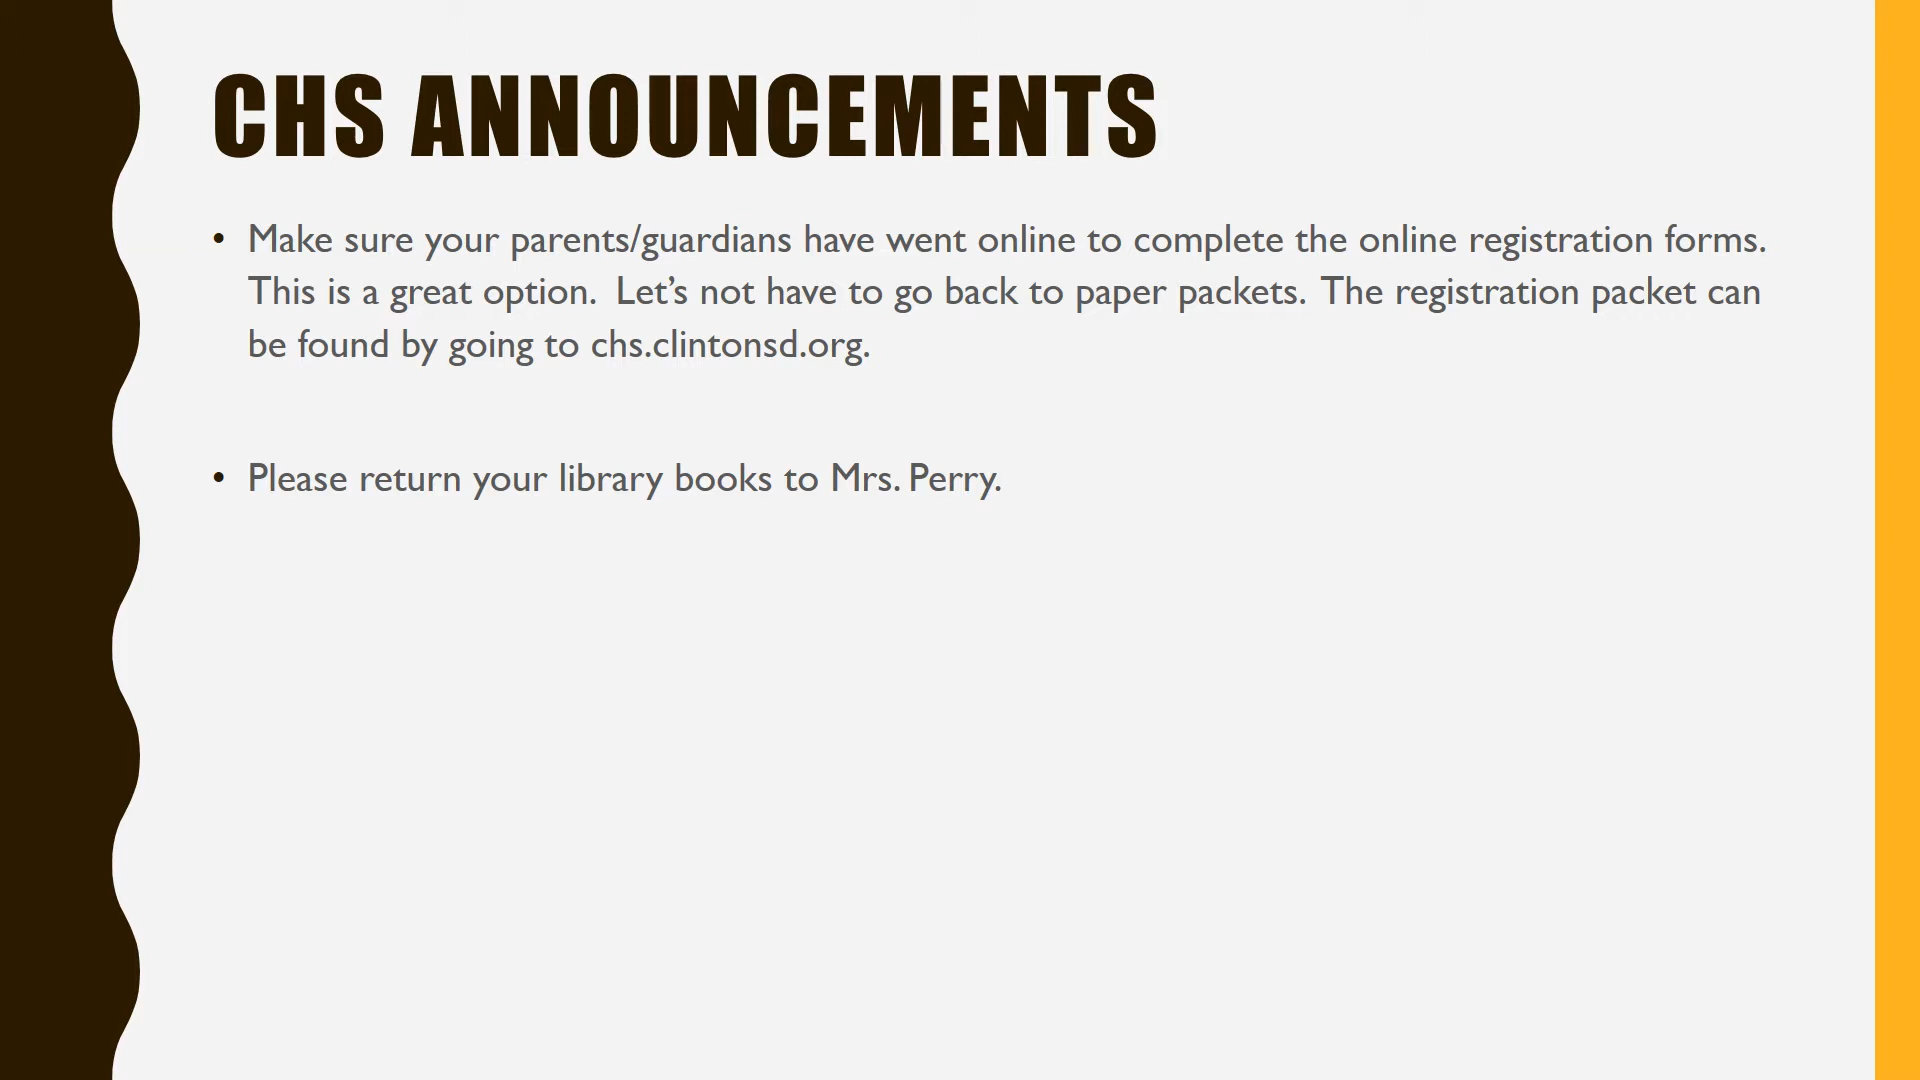 CHS ANNOUNCEMENTS
• Make sure your parents/guardians have went online to complete the online registration forms.
This is a great option.  Let’s not have to go back to paper packets.  The registration packet can
be found by going to chs.clintonsd.org.
• Please return your library books to Mrs. Perry.